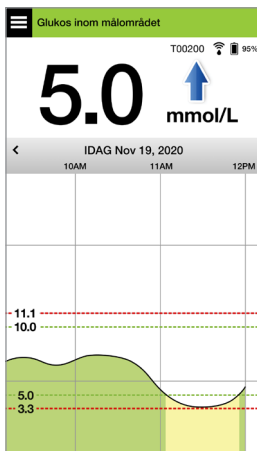 Glukos inom målområdet
T00200 95%
5.0
mmol/L
IDAG Nov 19, 2020
10AM 11AM 12PM
11.1
10.0
5.0
3.3